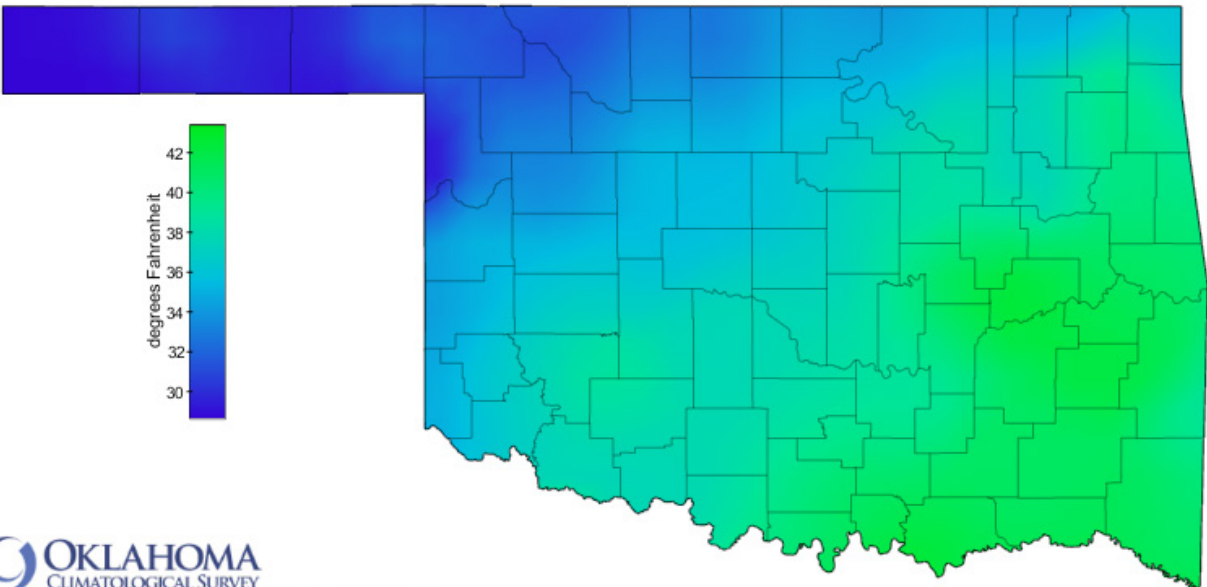 42
40
38
36
34
32
30
degrees Fahrenheit
OKLAHOMA
CLIMATOLOGICAL SURVEY